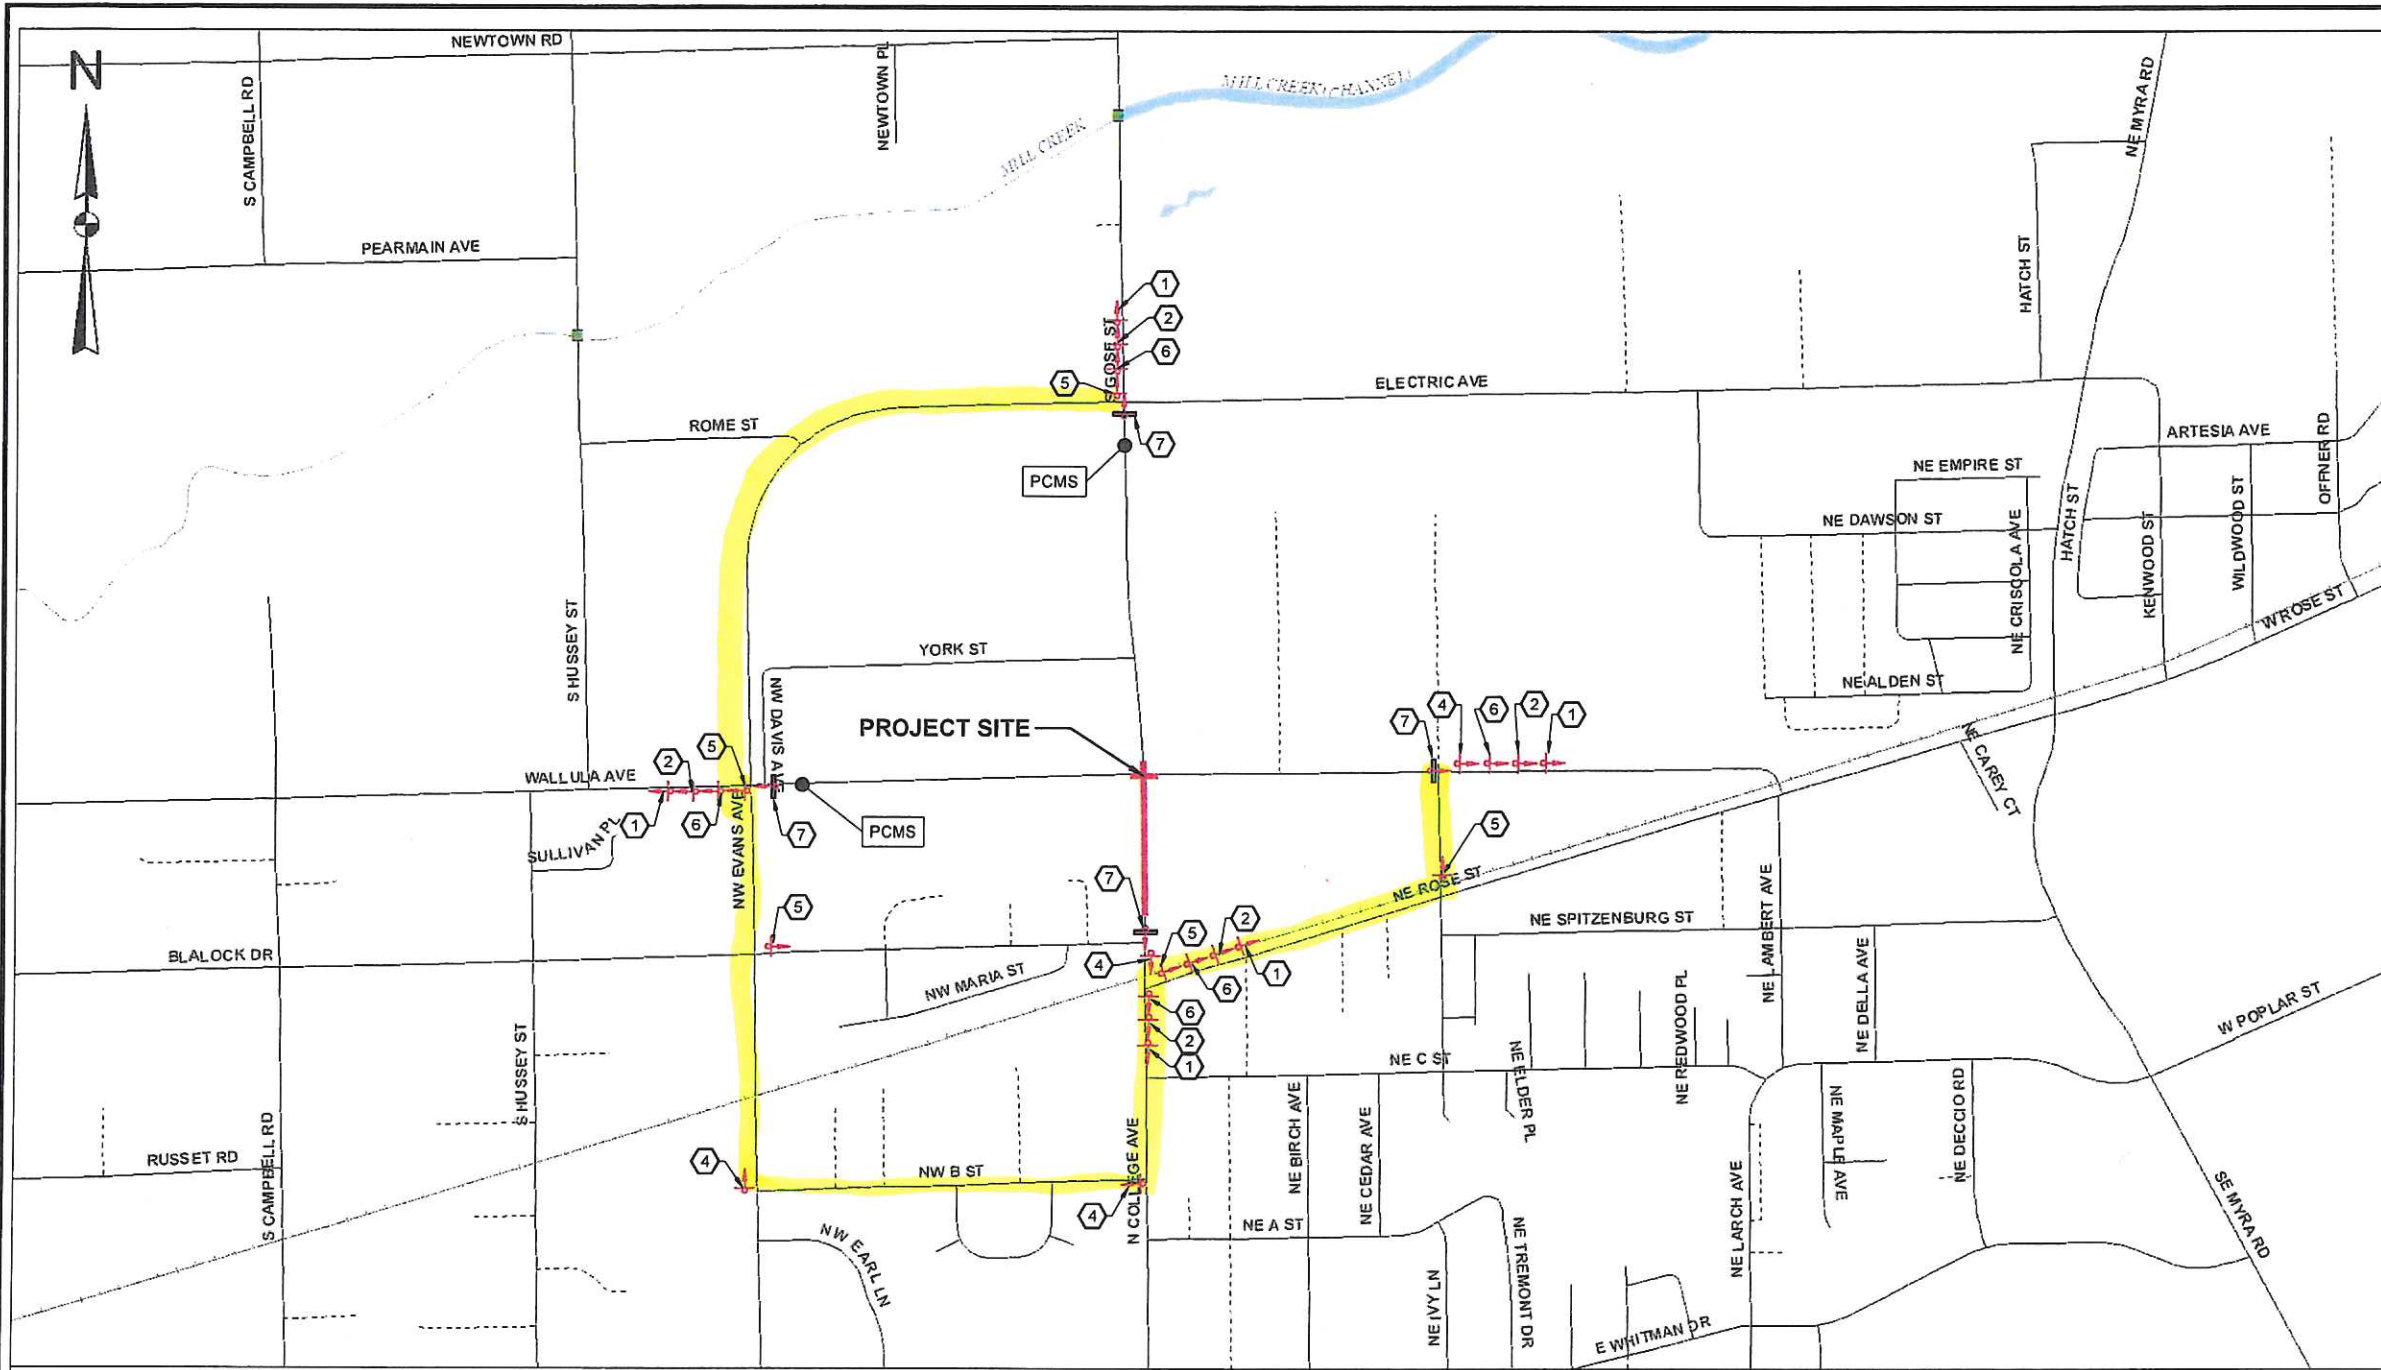 NEWTOWN RD
N
S CAMPBELL RD
NEWTOWN PL
MILL CREEK CHANNEL
NE MYRA RD
MILL CREEK
PEARMAIN AVE
HATCH ST
1
2
S GOSE ST
6
5
ELECTRIC AVE
ROME ST
7
PCMS
ARTESIA AVE
OFFNER RD
NE EMPIRE ST
NE DAWSON ST
HATCH ST
WILDWOOD ST
KENWOOD ST
NE CRISCOLA AVE
W ROSE ST
S HUSSEY ST
YORK ST
NE ALDEN ST
NW DAVIS AVE
PROJECT SITE
7
4
6
2
1
NE CAREY CT
5
2
WALLULA AVE
1
6
7
PCMS
SULLIVAN PL
NW EVANS AVE
5
7
NE ROSE ST
5
NE SPITZENBURG ST
NE LAMBERT AVE
BLALOCK DR
4
5
2
6
1
NW MARIA ST
NE REDWOOD PL
NE DELLA AVE
W POPLAR ST
6
2
1
S HUSSEY ST
NE C ST
NE ELDER PL
NE BIRCH AVE
NE CEDAR AVE
NE MAPLE AVE
NE DECCIO RD
RUSSET RD
S CAMPBELL RD
4
NW B ST
N COLLEGE AVE
4
NE A ST
NE LARCH AVE
SE MYRA RD
NW EARL LN
NE IVY LN
NE TREMONT DR
E WHITMAN DR